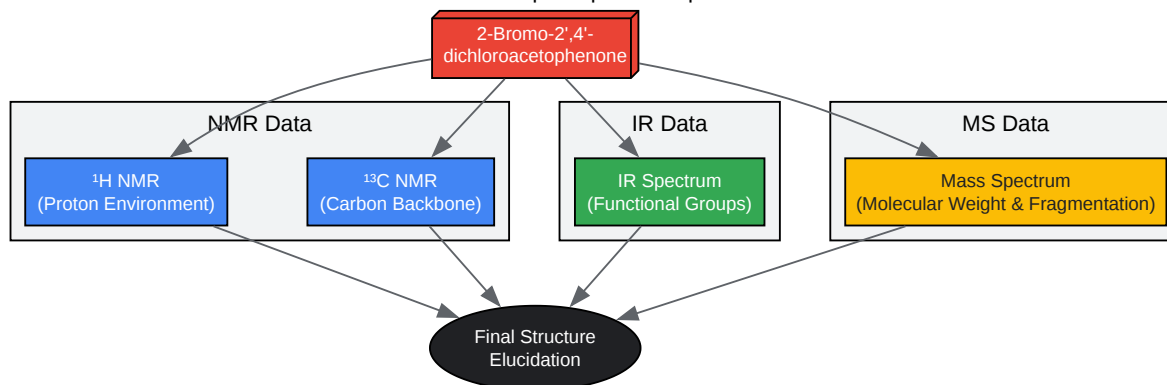 2-Bromo-2',4'-
dichloroacetophenone
NMR Data
IR Data
MS Data
¹H NMR
(Proton Environment)
¹³C NMR
(Carbon Backbone)
IR Spectrum
(Functional Groups)
Mass Spectrum
(Molecular Weight & Fragmentation)
Final Structure
Elucidation